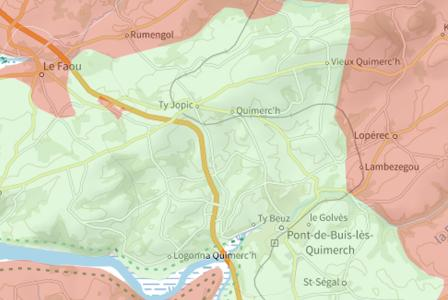 Rumengol
Le Faou
Vieux Quimerc'h
Ty Jopic
Quimerc'h
Lopérec
Lambezegou
Ty Beuz
le Golvès
Pont-de-Buis-lès-
Quimerch
Logonna Quimerc'h
St-Ségal